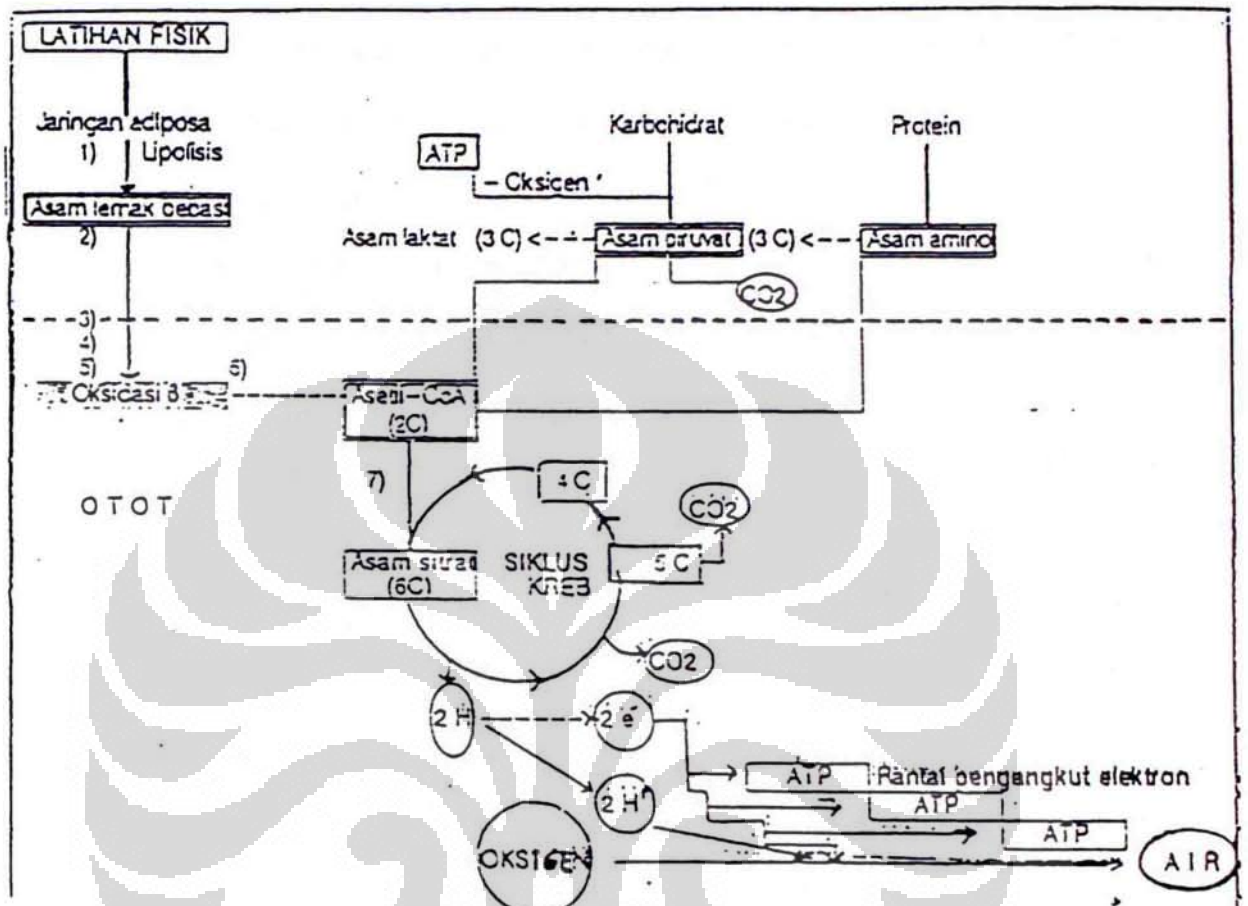 LATIHAN FISIK
Jaringan adiposa
1) Lipolisis
Karbohidrat
Protein
ATP
- Oksigen
Asam lemak bebas
2)
Asam laktat (3 C) <--- Asam piruvat (3 C) <--- Asam amino
CO2
3)
4)
5)
6)
Oksidasi B
Asetil-CoA
(2C)
7)
4 C
CO2
OTOT
Asam sitrat
(6C)
SIKLUS
KREB
5 C
CO2
2 H
2 e-
ATP
Rantai pengangkut elektron
2 H+
ATP
ATP
OKSIGEN
AIR